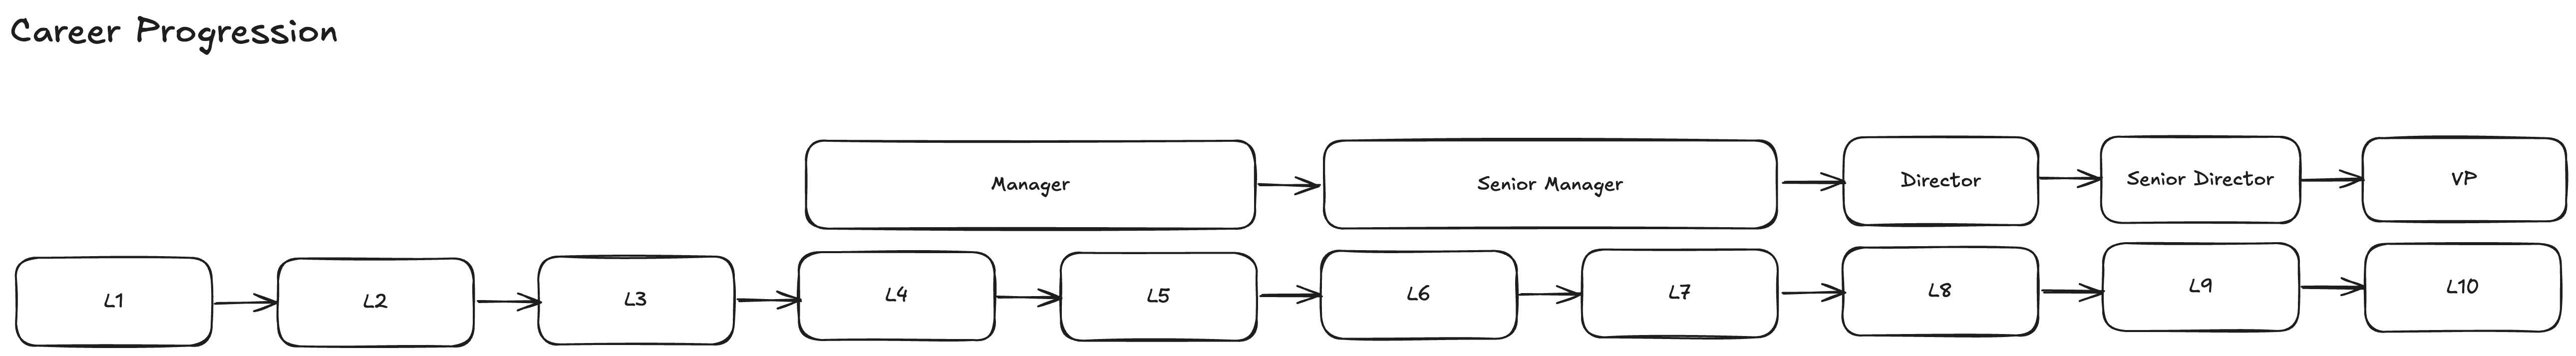 Career Progression
Manager
Senior Manager
Director
Senior Director
VP
L1
L2
L3
L4
L5
L6
L7
L8
L9
L10